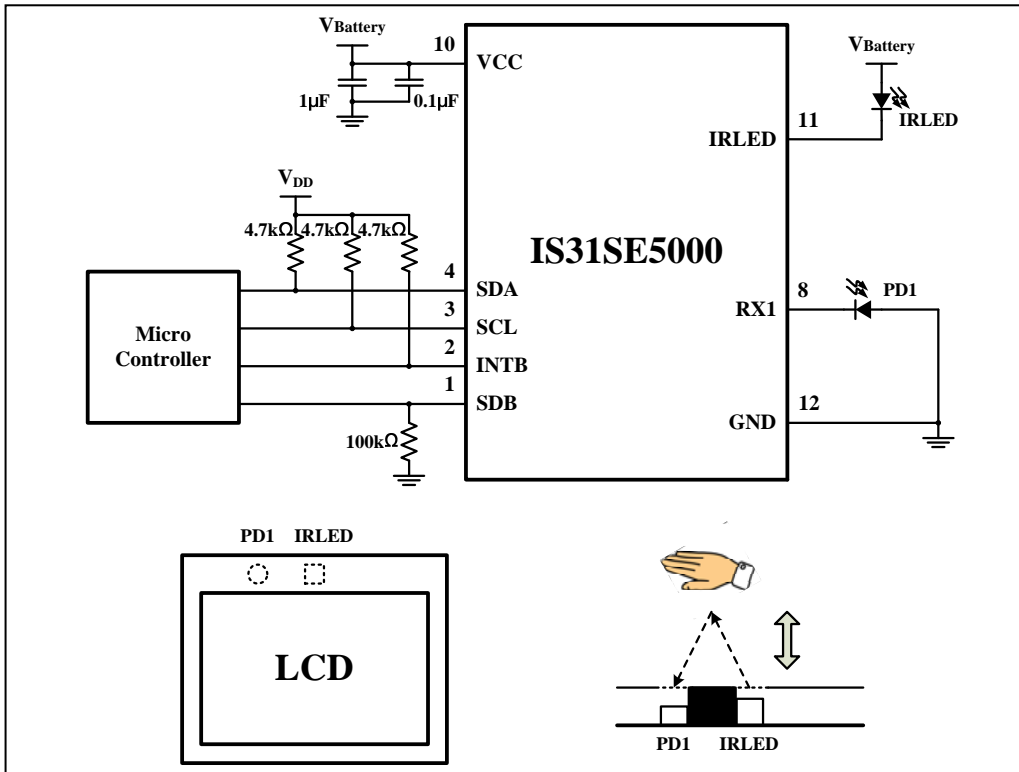 VBattery
10
VCC
1µF
0.1µF
VBattery
11
IRLED
IRLED
VDD
4.7kΩ 4.7kΩ 4.7kΩ
IS31SE5000
Micro
Controller
4
SDA
3
SCL
2
INTB
1
SDB
100kΩ
8
RX1
PD1
12
GND
PD1 IRLED
LCD
PD1 IRLED